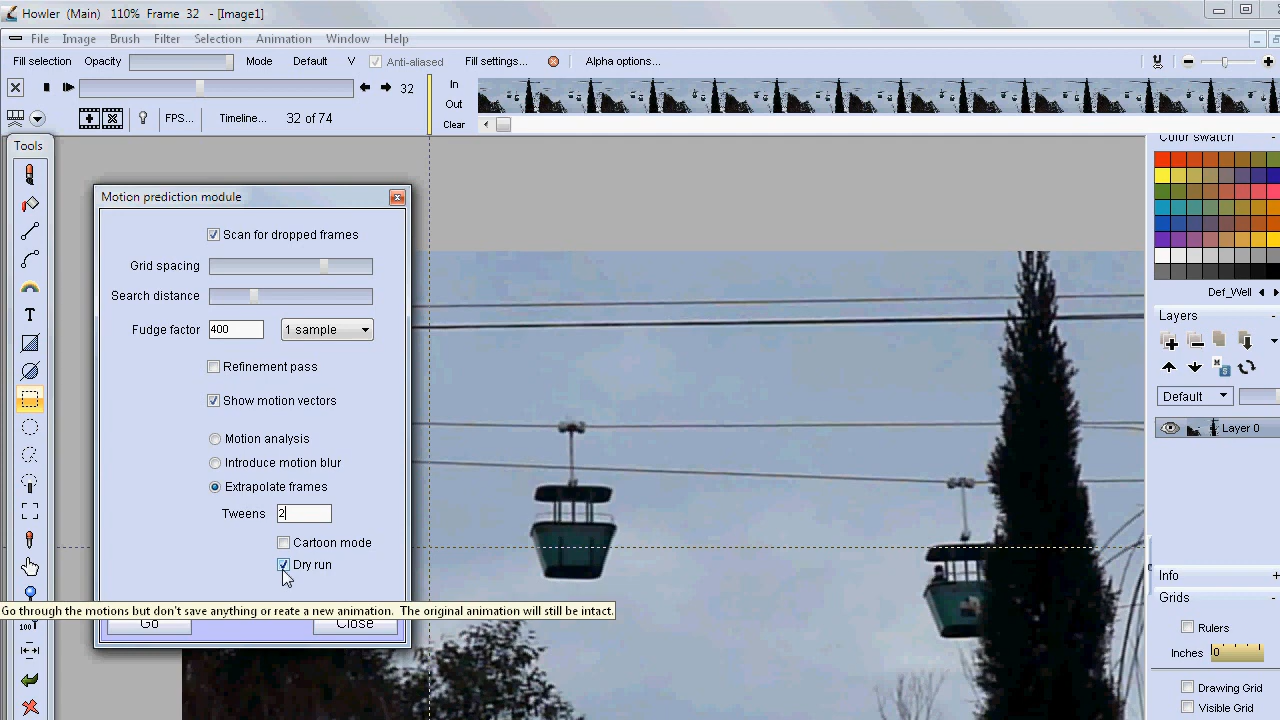 Howler (Main) 110% Frame 32 - [Image1]
File Image Brush Filter Selection Animation Window Help
Fill selection Opacity Mode Default V Anti-aliased Fill settings... Alpha options...
32
In
Out
Clear
FPS... Timeline... 32 of 74
Tools
T
Motion prediction module
Scan for dropped frames
Grid spacing
Search distance
Fudge factor 400 1 sample
Refinement pass
Show motion vectors
Motion analysis
Introduce motion blur
Extrapolate frames
Tweens 2
Cartoon mode
Dry run
Go through the motions but don't save anything or reate a new animation. The original animation will still be intact.
Go Close
100T
Color swatch
Def_Well
Layers
M
S
Default
Layer 0
Info +
Grids -
Rulers
Inches 0
Drawing Grid
Visible Grid